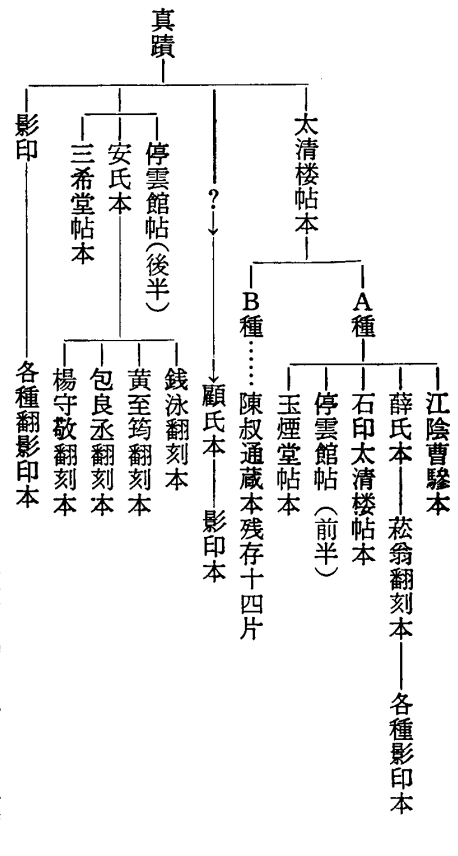 真蹟
太清楼帖本
A種
江陰曹驂本
薛氏本
菘翁翻刻本
各種影印本
石印太清楼帖本
停雲館帖（前半）
玉煙堂帖本
B種……陳叔通蔵本残存十四片
？
顧氏本
影印本
停雲館帖（後半）
安氏本
銭泳翻刻本
黄至筠翻刻本
包良丞翻刻本
楊守敬翻刻本
三希堂帖本
影印
各種翻影印本